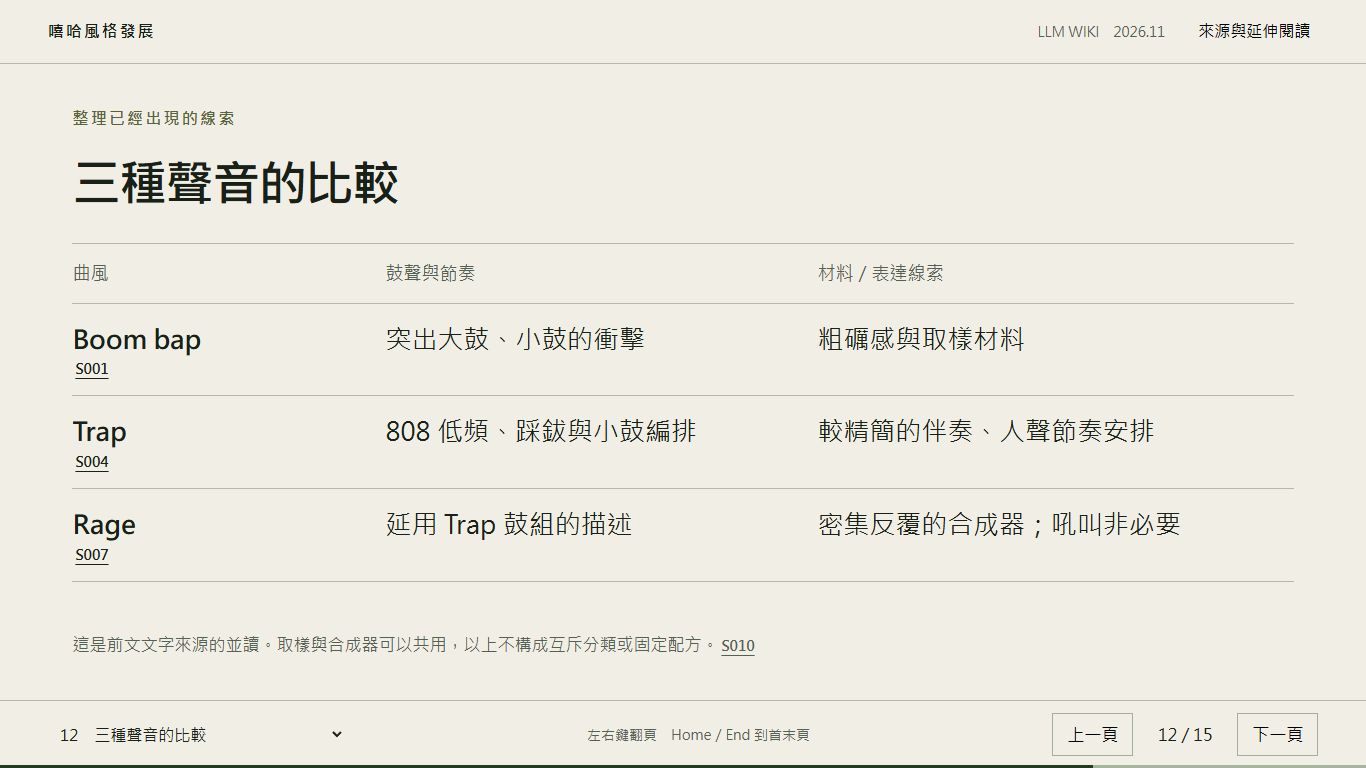 嘻哈風格發展
LLM WIKI 2026.11 來源與延伸閱讀
整理已經出現的線索
三種聲音的比較
曲風 鼓聲與節奏 材料 / 表達線索
Boom bap 突出大鼓、小鼓的衝擊 粗礪感與取樣材料
S001
Trap 808 低頻、踩鈸與小鼓編排 較精簡的伴奏、人聲節奏安排
S004
Rage 延用 Trap 鼓組的描述 密集反覆的合成器；吼叫非必要
S007
這是前文文字來源的並讀。取樣與合成器可以共用，以上不構成互斥分類或固定配方。 S010
12 三種聲音的比較 左右鍵翻頁 Home / End 到首末頁 上一頁 12 / 15 下一頁